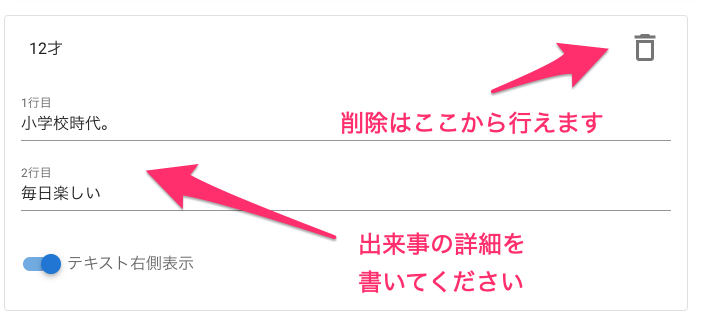 12才
1行目
小学校時代。
削除はここから行えます
2行目
毎日楽しい
出来事の詳細を
書いてください
テキスト右側表示